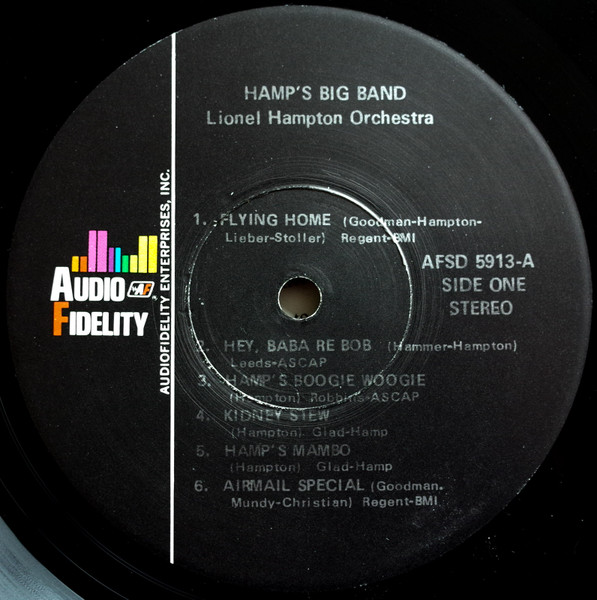 HAMP'S BIG BAND
Lionel Hampton Orchestra
1. FLYING HOME (Goodman-Hampton-
Lieber-Stoller) Regent-BMI
AFSD 5913-A
SIDE ONE
STEREO
AUDIO
FIDELITY
AUDIOFIDELITY ENTERPRISES, INC.
2. HEY, BABA RE BOB (Hammer-Hampton)
Leeds-ASCAP
3. HAMP'S BOOGIE WOOGIE
(Hampton) Robbins-ASCAP
4. KIDNEY STEW
(Hampton) Glad-Hamp
5. HAMP'S MAMBO
(Hampton) Glad-Hamp
6. AIRMAIL SPECIAL (Goodman.
Mundy-Christian) Regent-BMI